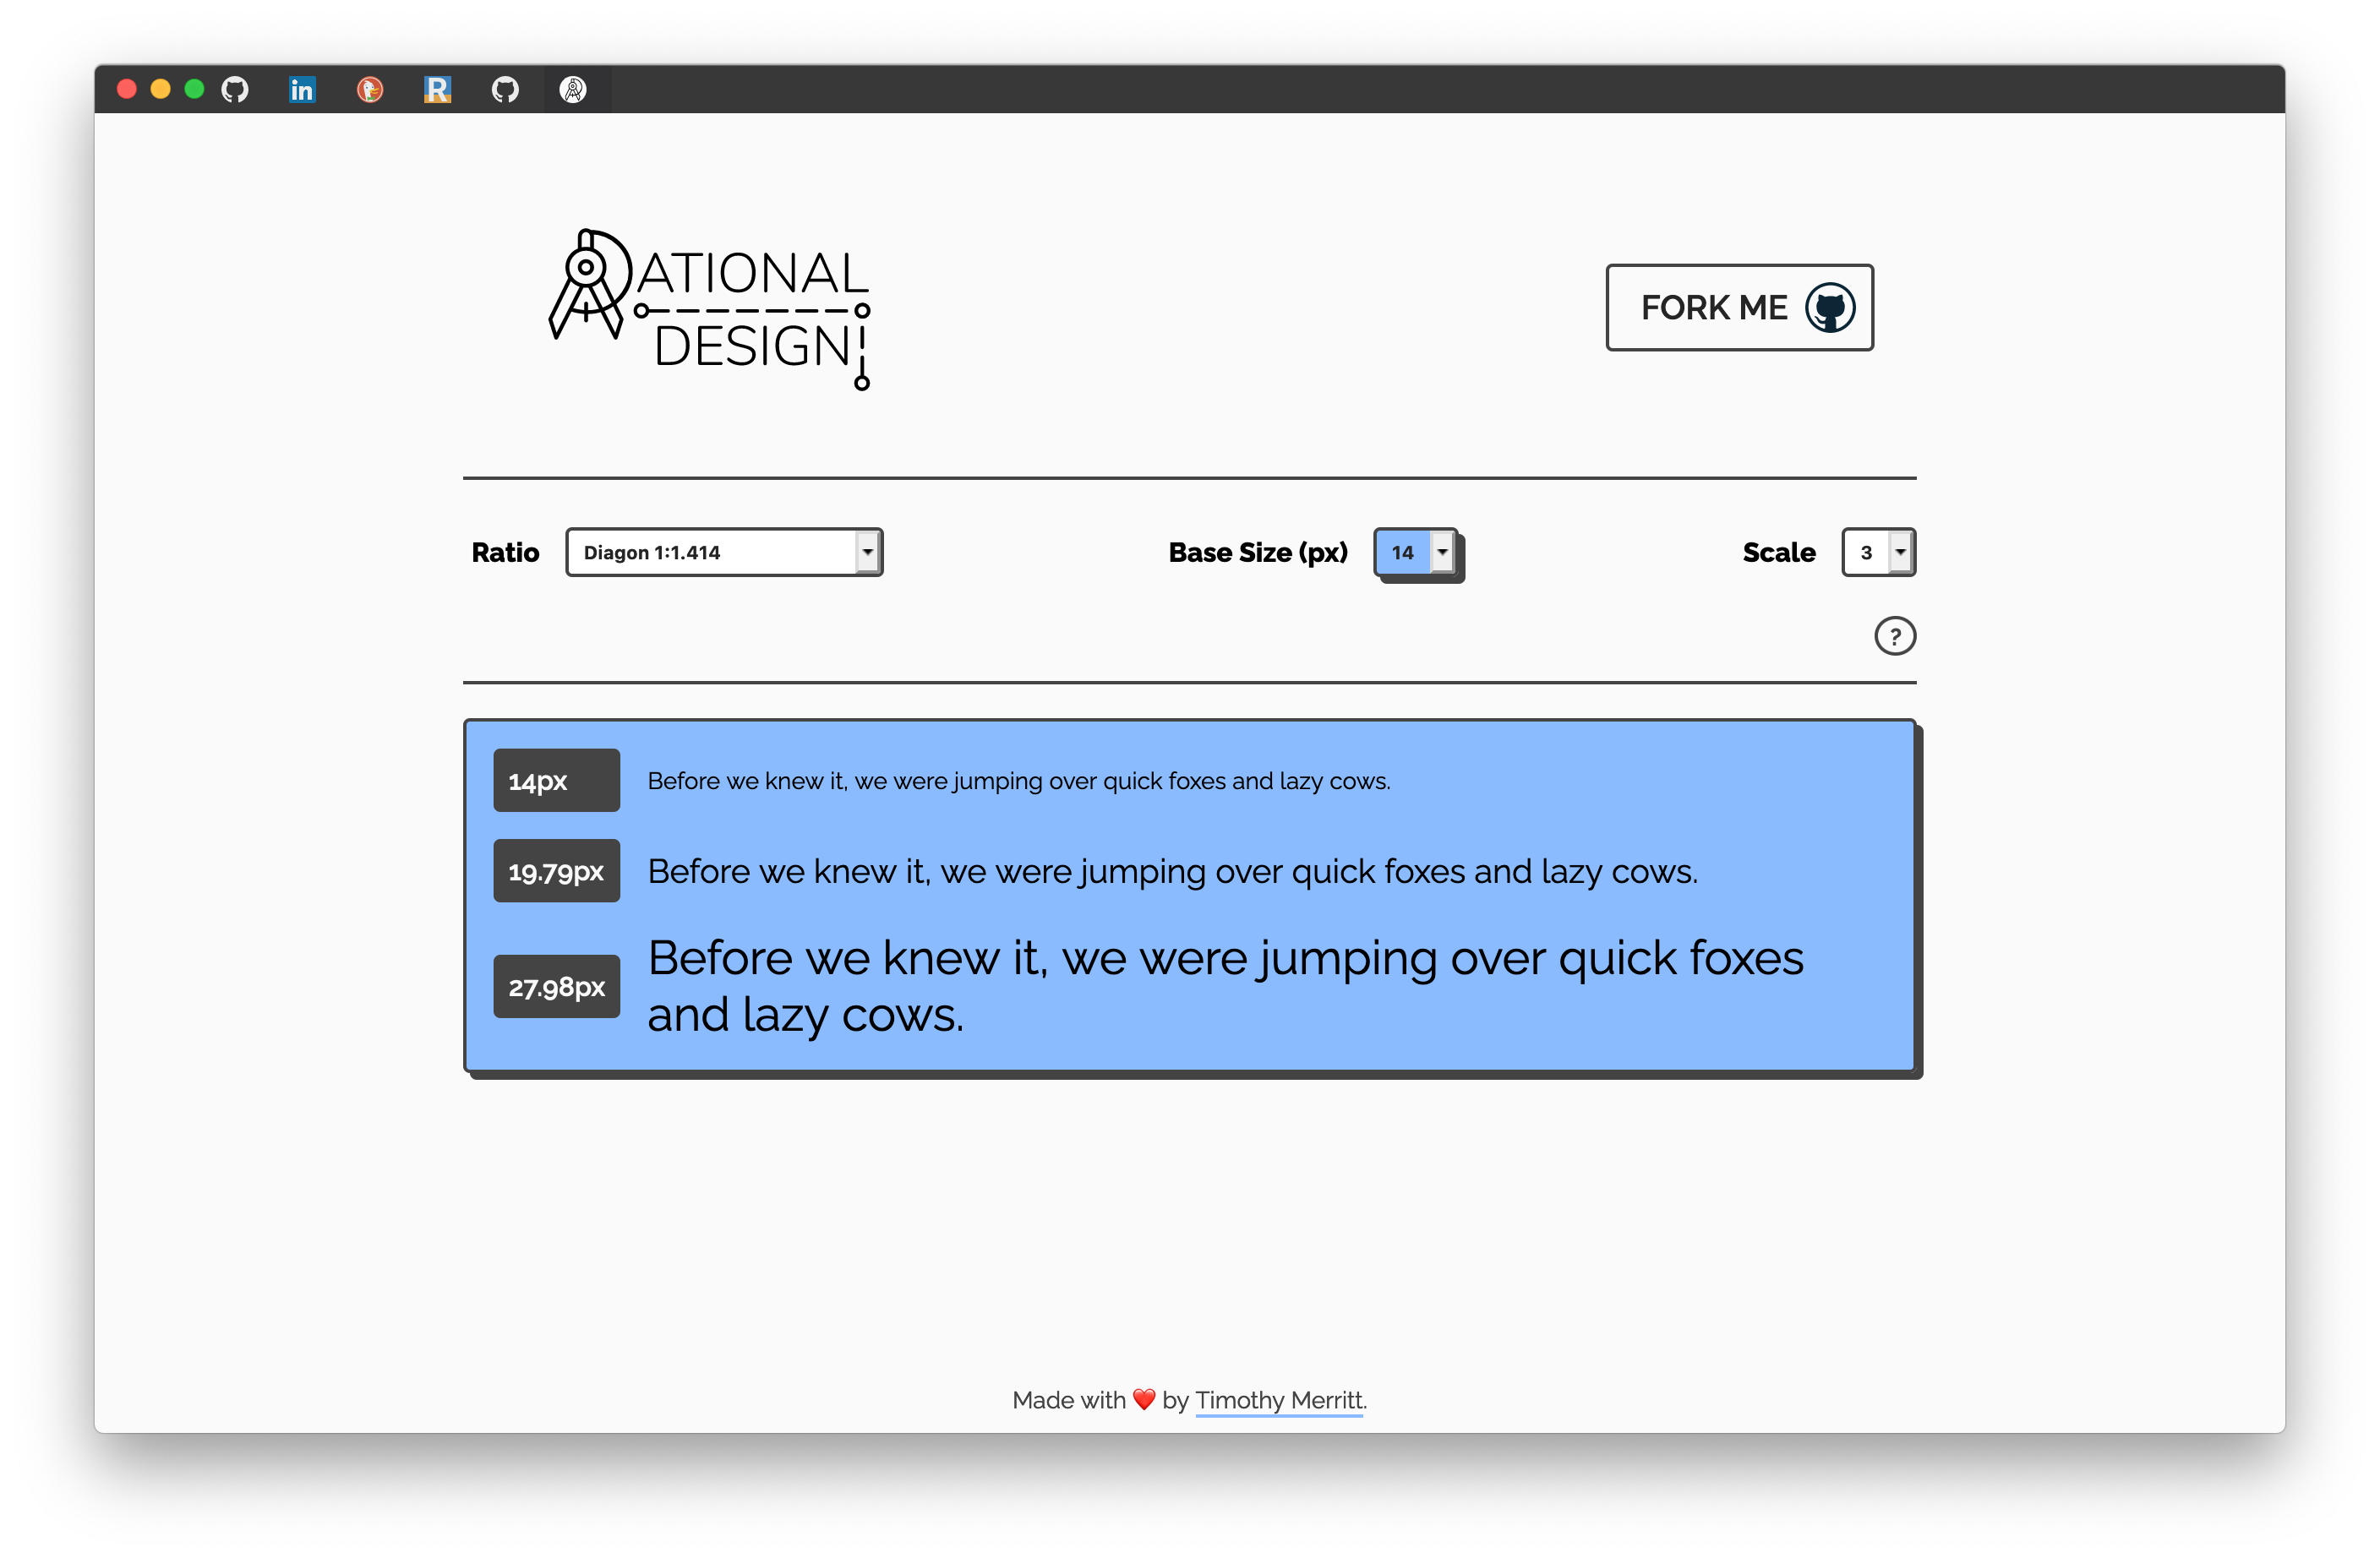 RATIONAL
DESIGN
FORK ME
Ratio Diagon 1:1.414 Base Size (px) 14 Scale 3
?
14px Before we knew it, we were jumping over quick foxes and lazy cows.
19.79px Before we knew it, we were jumping over quick foxes and lazy cows.
27.98px Before we knew it, we were jumping over quick foxes
and lazy cows.
Made with ❤️ by Timothy Merritt.